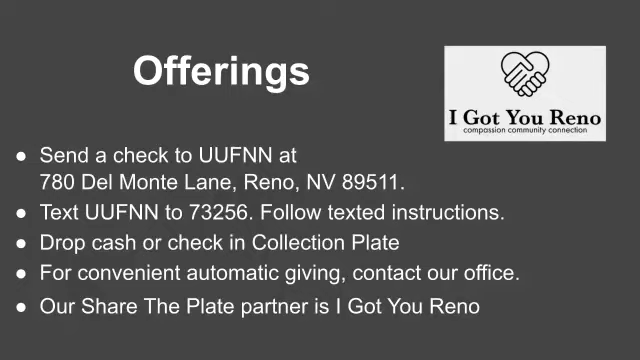 Offerings
I Got You Reno
compassion community connection
● Send a check to UUFNN at
780 Del Monte Lane, Reno, NV 89511.
● Text UUFNN to 73256. Follow texted instructions.
● Drop cash or check in Collection Plate
● For convenient automatic giving, contact our office.
● Our Share The Plate partner is I Got You Reno